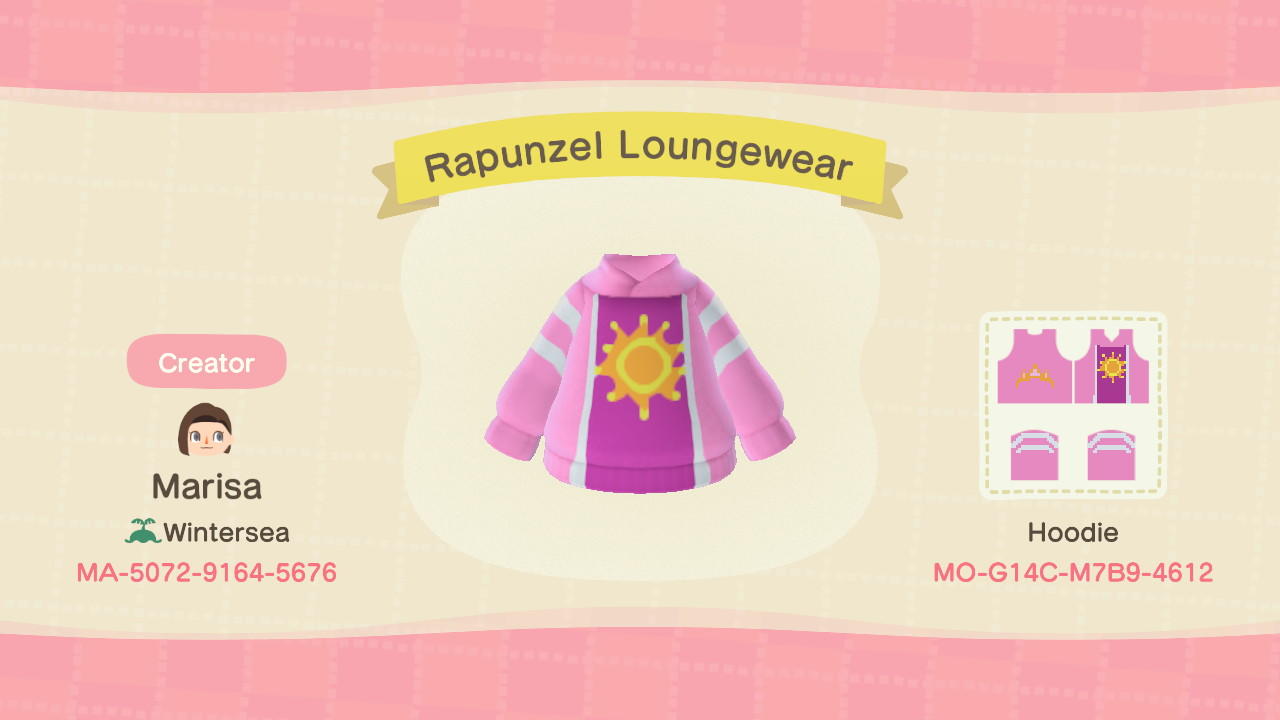 Rapunzel Loungewear
Creator
Marisa
Wintersea
MA-5072-9164-5676
Hoodie
MO-G14C-M7B9-4612